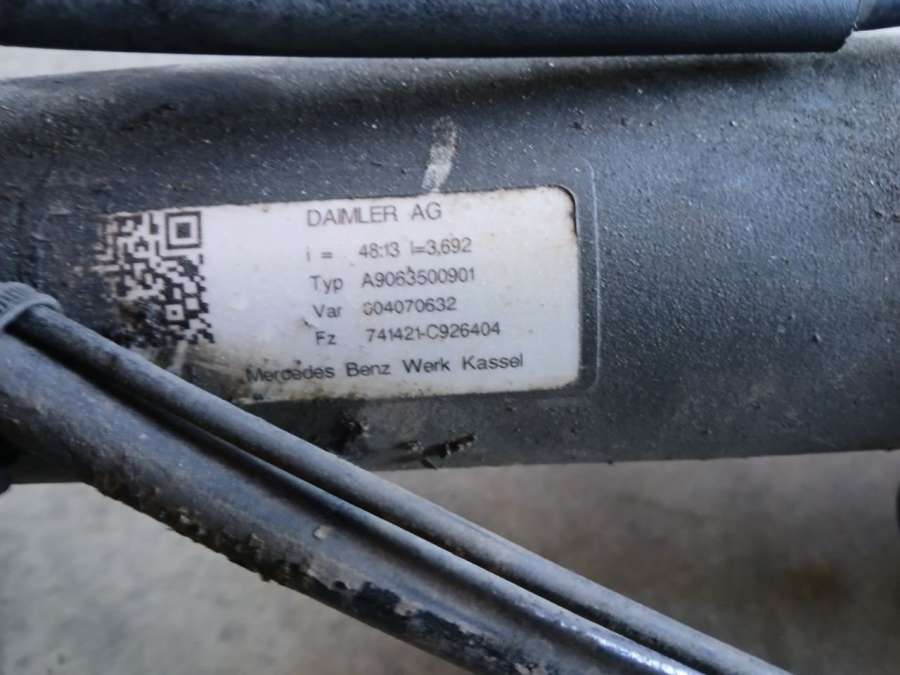 DAIMLER AG
i = 48:13 i=3,692
Typ A9063500901
Var 004070632
Fz 741421-C926404
Mercedes Benz Werk Kassel